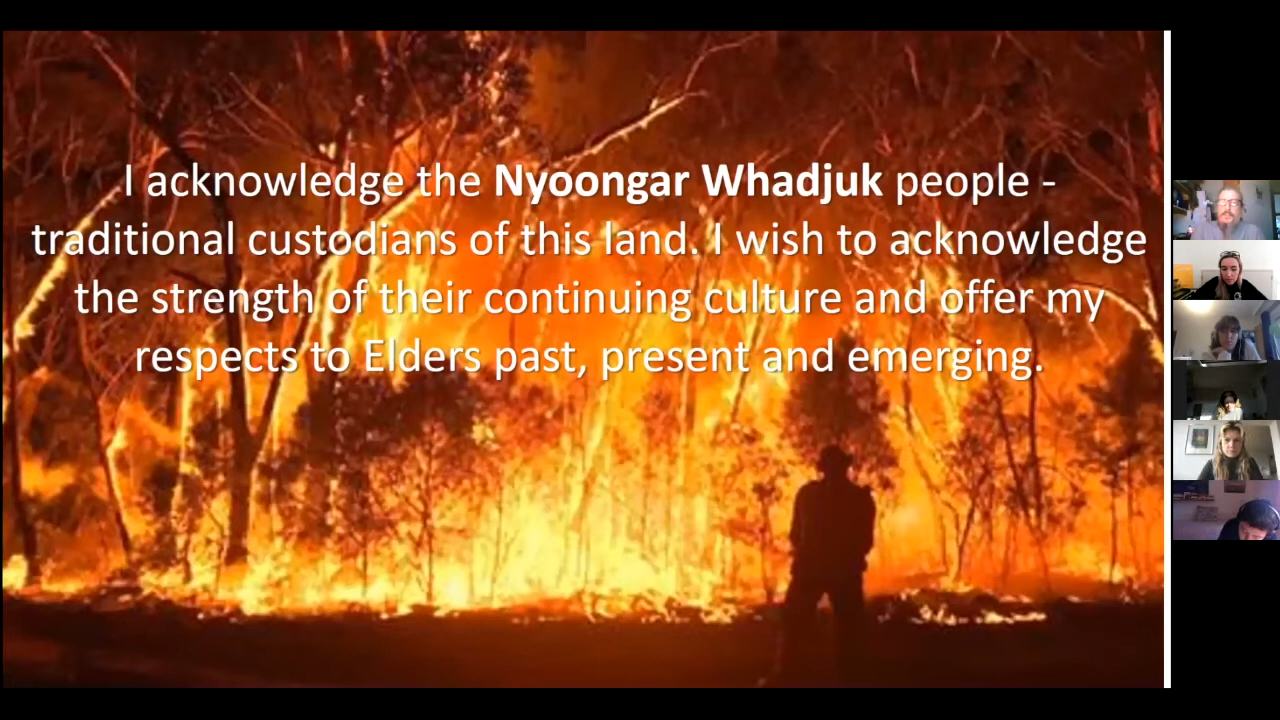 I acknowledge the Nyoongar Whadjuk people -
traditional custodians of this land. I wish to acknowledge
the strength of their continuing culture and offer my
respects to Elders past, present and emerging.